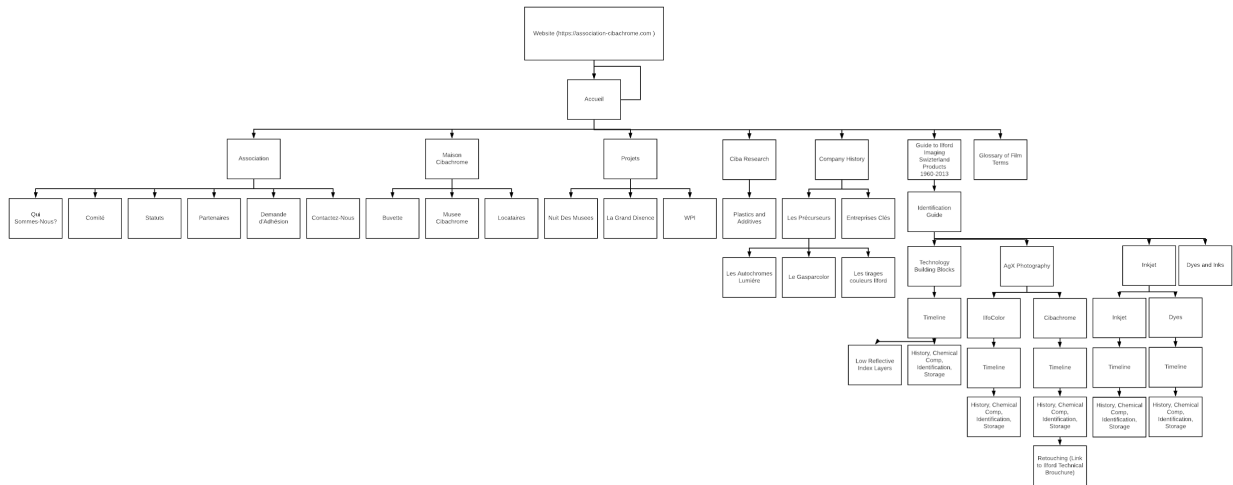 Website (https://association-cibachrome.com )
Accueil
Association
Maison
Cibachrome
Projets
Ciba Research
Company History
Guide to Ilford
Imaging
Swizterland
Products
1960-2013
Glossary of Film
Terms
Qui
Sommes-Nous?
Comité
Statuts
Partenaires
Demande
d'Adhésion
Contactez-Nous
Buvette
Musee
Cibachrome
Locataires
Nuit Des Musees
La Grand Dixence
WPI
Plastics and
Additives
Les Précurseurs
Entreprises Clés
Identification
Guide
Les Autochromes
Lumière
Le Gasparcolor
Les tirages
couleurs Ilford
Technology
Building Blocks
AgX Photography
Inkjet
Dyes and Inks
Timeline
IlfoColor
Cibachrome
Inkjet
Dyes
Low Reflective
Index Layers
History, Chemical
Comp,
Identification,
Storage
Timeline
Timeline
Timeline
Timeline
History, Chemical
Comp,
Identification,
Storage
History, Chemical
Comp,
Identification,
Storage
History, Chemical
Comp,
Identification,
Storage
History, Chemical
Comp,
Identification,
Storage
Retouching (Link
to Ilford Technical
Brouchure)